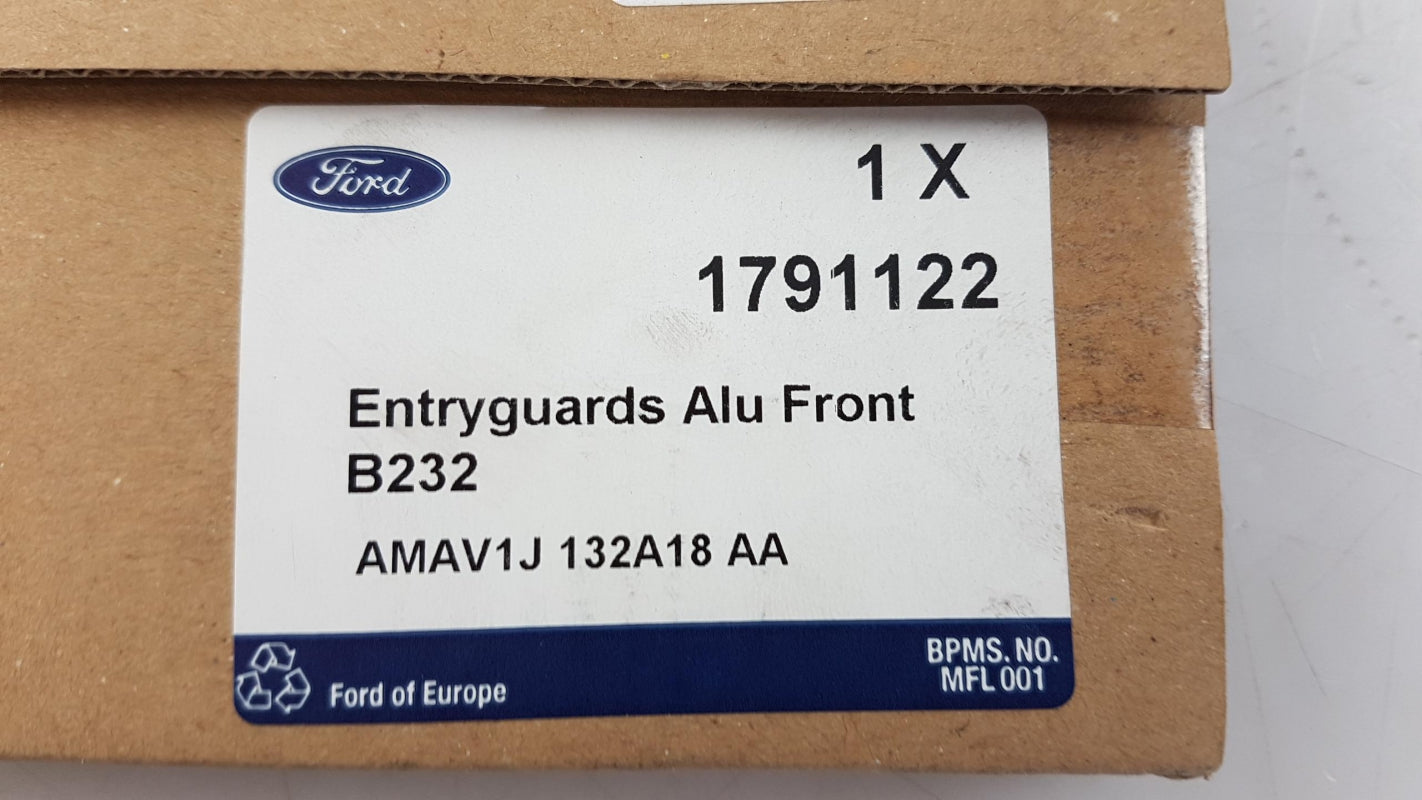 Ford
1 X
1791122
Entryguards Alu Front
B232
AMAV1J 132A18 AA
BPMS. NO.
MFL 001
Ford of Europe